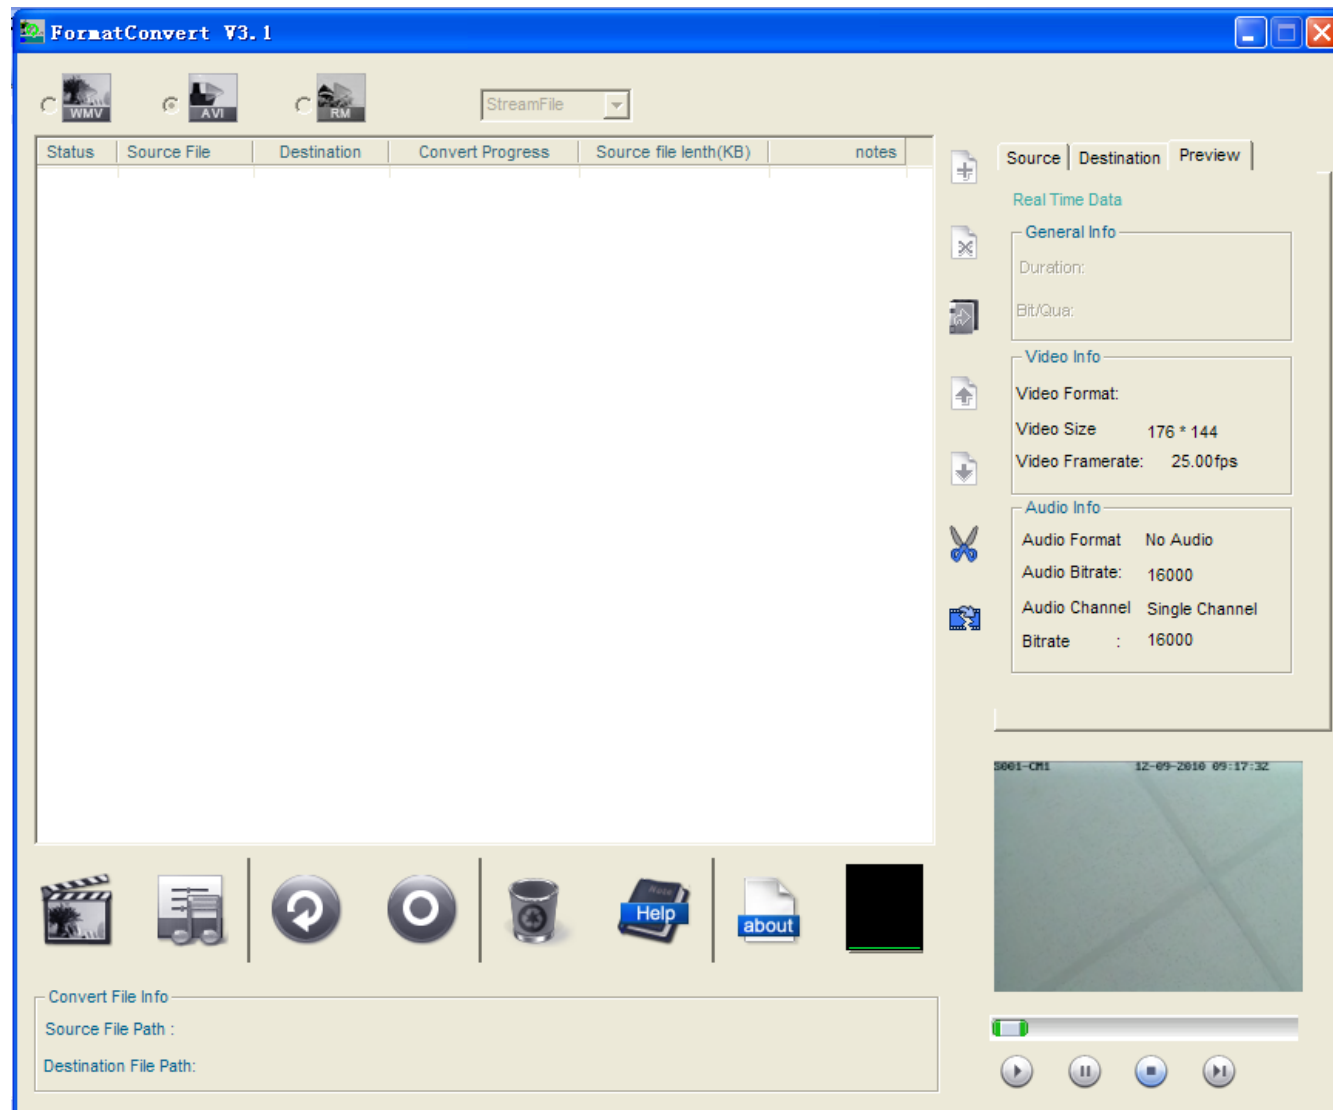 FormatConvert V3.1
WMV AVI RM StreamFile
Status Source File Destination Convert Progress Source file lenth(KB) notes
Source Destination Preview
Real Time Data
General Info
Duration:
Bit/Qua:
Video Info
Video Format:
Video Size 176 * 144
Video Framerate: 25.00fps
Audio Info
Audio Format No Audio
Audio Bitrate: 16000
Audio Channel Single Channel
Bitrate : 16000
S001-CM1 12-09-2010 09:17:32
Note
Help
about
Convert File Info
Source File Path :
Destination File Path: